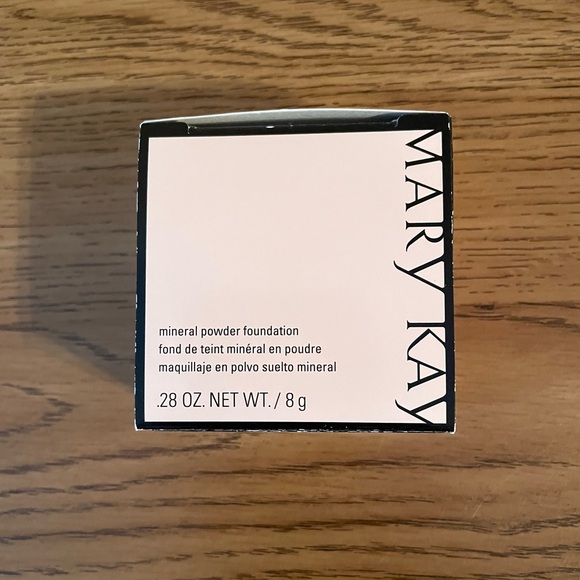 MARY KAY
mineral powder foundation
fond de teint minéral en poudre
maquillaje en polvo suelto mineral
.28 OZ. NET WT. / 8 g